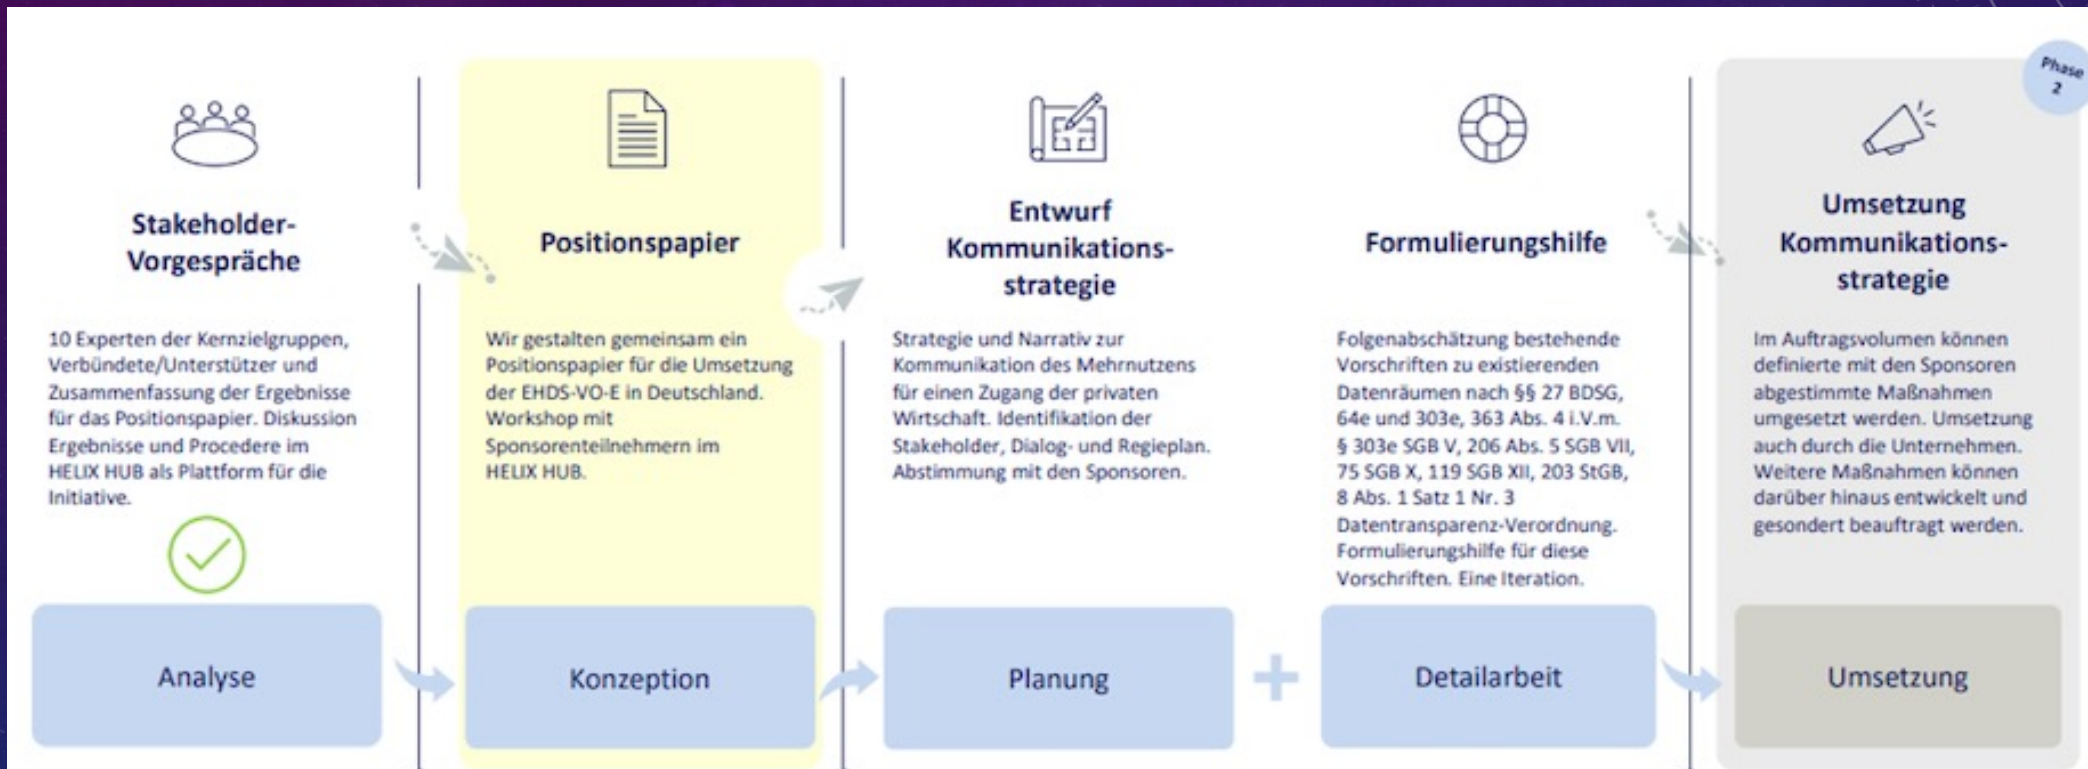 Phase
2
Stakeholder-
Vorgespräche
10 Experten der Kernzielgruppen,
Verbündete/Unterstützer und
Zusammenfassung der Ergebnisse
für das Positionspapier. Diskussion
Ergebnisse und Procedere im
HELIX HUB als Plattform für die
Initiative.
Analyse
Positionspapier
Wir gestalten gemeinsam ein
Positionspapier für die Umsetzung
der EHDS-VO-E in Deutschland.
Workshop mit
Sponsorenteilnehmern im
HELIX HUB.
Konzeption
Entwurf
Kommunikations-
strategie
Strategie und Narrativ zur
Kommunikation des Mehrnutzens
für einen Zugang der privaten
Wirtschaft. Identifikation der
Stakeholder, Dialog- und Regieplan.
Abstimmung mit den Sponsoren.
Planung
+
Formulierungshilfe
Folgenabschätzung bestehende
Vorschriften zu existierenden
Datenräumen nach §§ 27 BDSG,
64e und 303e, 363 Abs. 4 i.V.m.
§ 303e SGB V, 206 Abs. 5 SGB VII,
75 SGB X, 119 SGB XII, 203 StGB,
8 Abs. 1 Satz 1 Nr. 3
Datentransparenz-Verordnung.
Formulierungshilfe für diese
Vorschriften. Eine Iteration.
Detailarbeit
Umsetzung
Kommunikations-
strategie
Im Auftragsvolumen können
definierte mit den Sponsoren
abgestimmte Maßnahmen
umgesetzt werden. Umsetzung
auch durch die Unternehmen.
Weitere Maßnahmen können
darüber hinaus entwickelt und
gesondert beauftragt werden.
Umsetzung